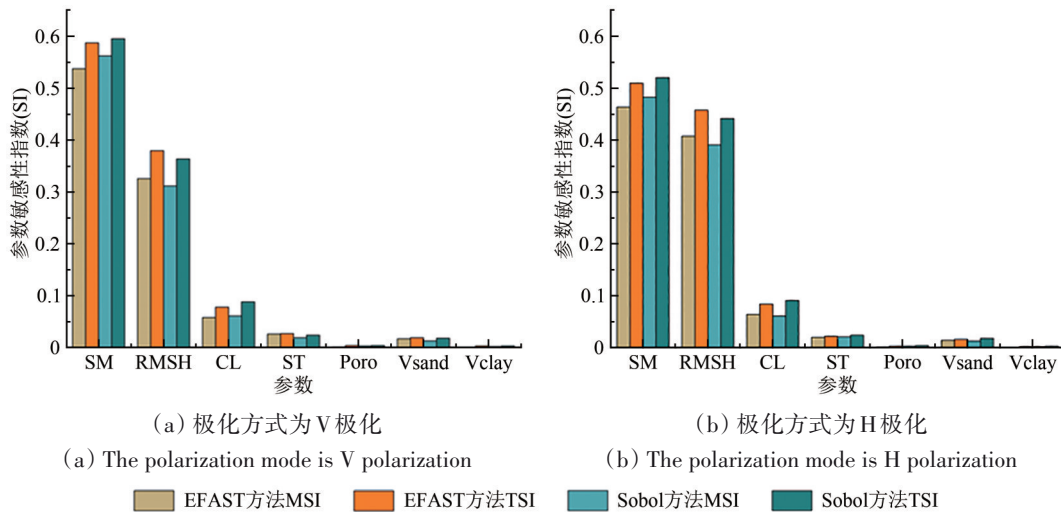 参数敏感性指数(SI)
0.6
0.5
0.4
0.3
0.2
0.1
0
SM RMSH CL ST Poro Vsand Vclay
参数
(a) 极化方式为V极化
(a) The polarization mode is V polarization
参数敏感性指数(SI)
0.6
0.5
0.4
0.3
0.2
0.1
0
SM RMSH CL ST Poro Vsand Vclay
参数
(b) 极化方式为H极化
(b) The polarization mode is H polarization
EFAST方法MSI EFAST方法TSI Sobol方法MSI Sobol方法TSI